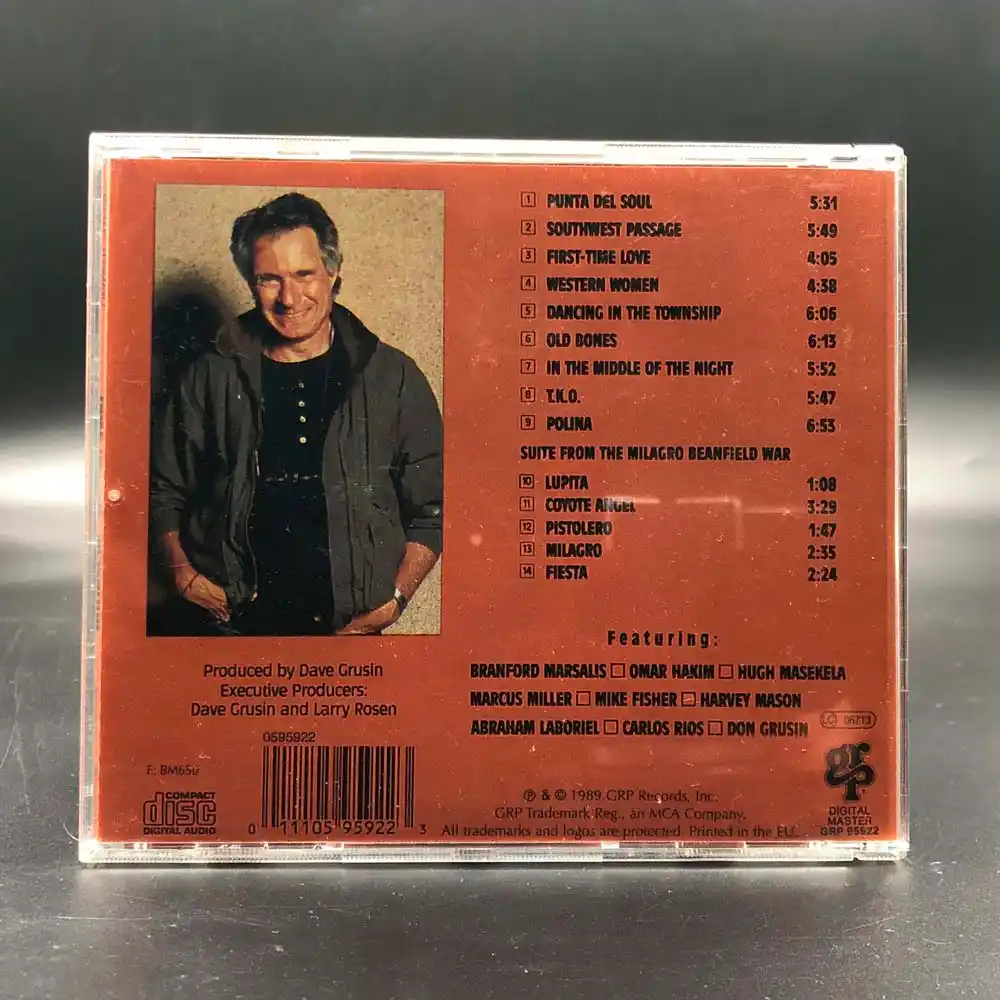 1 PUNTA DEL SOUL 5:31
2 SOUTHWEST PASSAGE 5:49
3 FIRST-TIME LOVE 4:05
4 WESTERN WOMEN 4:38
5 DANCING IN THE TOWNSHIP 6:06
6 OLD BONES 6:13
7 IN THE MIDDLE OF THE NIGHT 5:52
8 T.K.O. 5:47
9 POLINA 6:53
SUITE FROM THE MILAGRO BEANFIELD WAR
10 LUPITA 1:08
11 COYOTE ANGEL 3:29
12 PISTOLERO 1:47
13 MILAGRO 2:35
14 FIESTA 2:24
Featuring:
BRANFORD MARSALIS □ OMAR HAKIM □ HUGH MASEKELA
MARCUS MILLER □ MIKE FISHER □ HARVEY MASON
ABRAHAM LABORIEL □ CARLOS RIOS □ DON GRUSIN
Produced by Dave Grusin
Executive Producers:
Dave Grusin and Larry Rosen
0595922
F: BM650
COMPACT
disc
DIGITAL AUDIO
0 11105 95922 3
℗ & © 1989 GRP Records, Inc.
GRP Trademark Reg., an MCA Company.
All trademarks and logos are protected. Printed in the E.U.
LC 06713
grp
DIGITAL
MASTER
GRP 95922